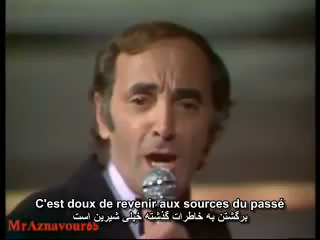 C'est doux de revenir aux sources du passé
برگشتن به خاطرات گذشتهٔ خیلی شیرین است
MrAznavour65